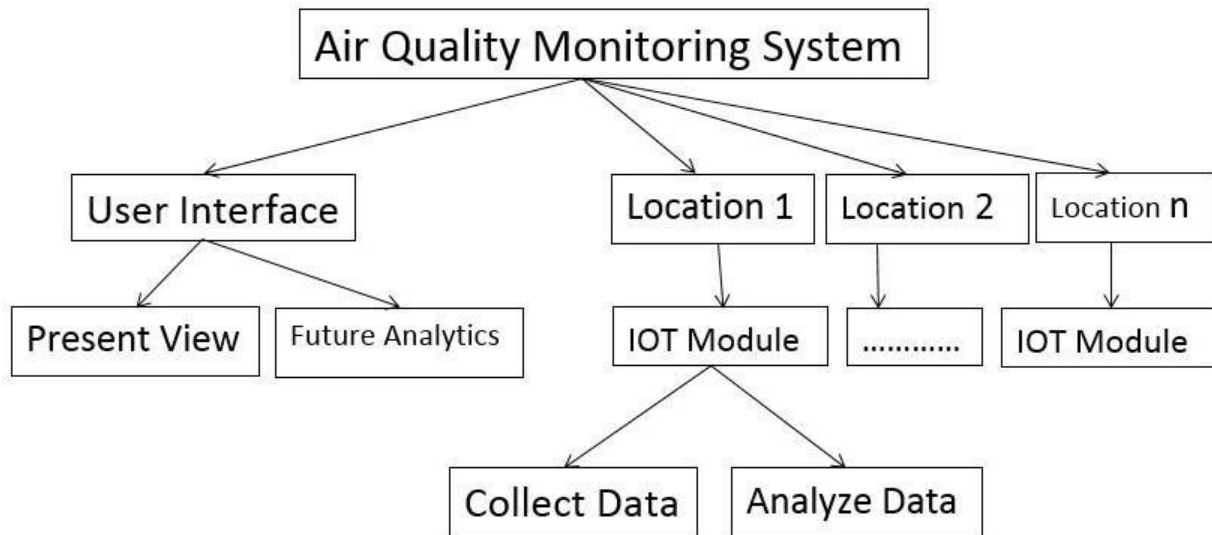 Air Quality Monitoring System
User Interface
Location 1
Location 2
Location n
Present View
Future Analytics
IOT Module
............
IOT Module
Collect Data
Analyze Data